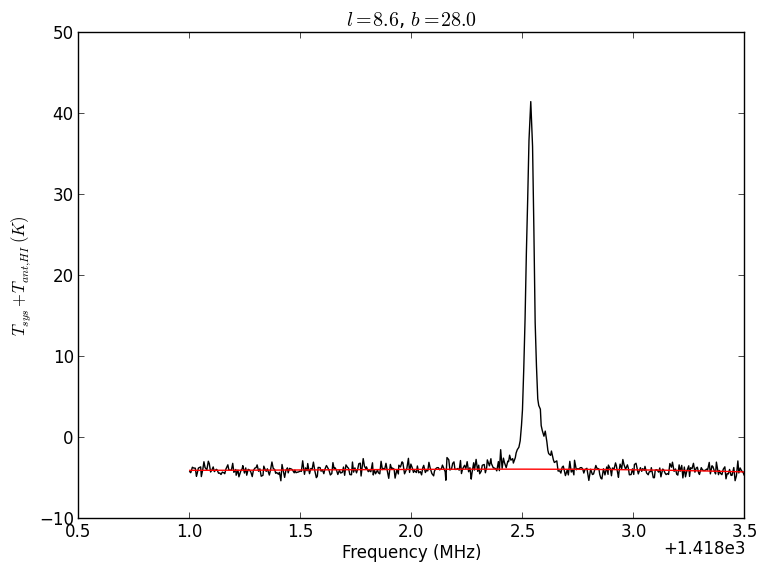 l = 8.6, b = 28.0
50
40
30
20
10
0
−10
T_sys + T_ant,HI (K)
0.5 1.0 1.5 2.0 2.5 3.0 3.5
Frequency (MHz)
+1.418e3